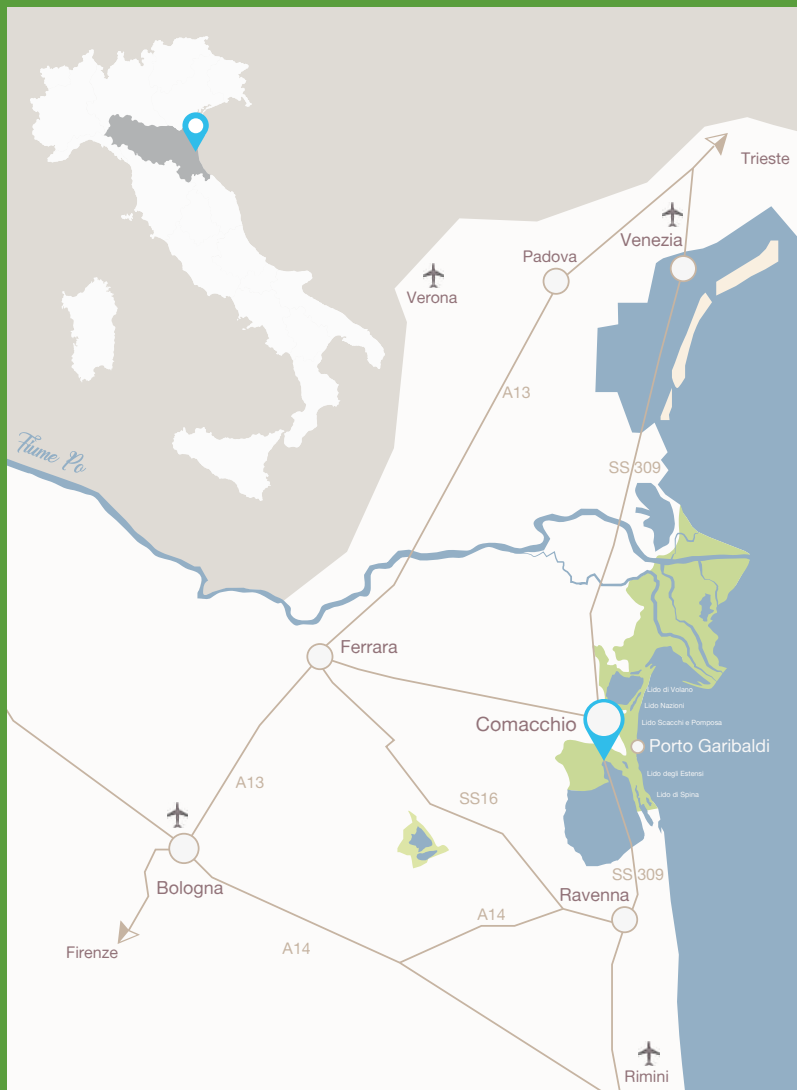 Trieste
Venezia
Padova
Verona
A13
Fiume Po
SS 309
Ferrara
Lido di Volano
Lido Nazioni
Comacchio
Lido Scacchi e Pomposa
Porto Garibaldi
Lido degli Estensi
A13
SS16
Lido di Spina
SS 309
Bologna
Ravenna
A14
Firenze
A14
Rimini